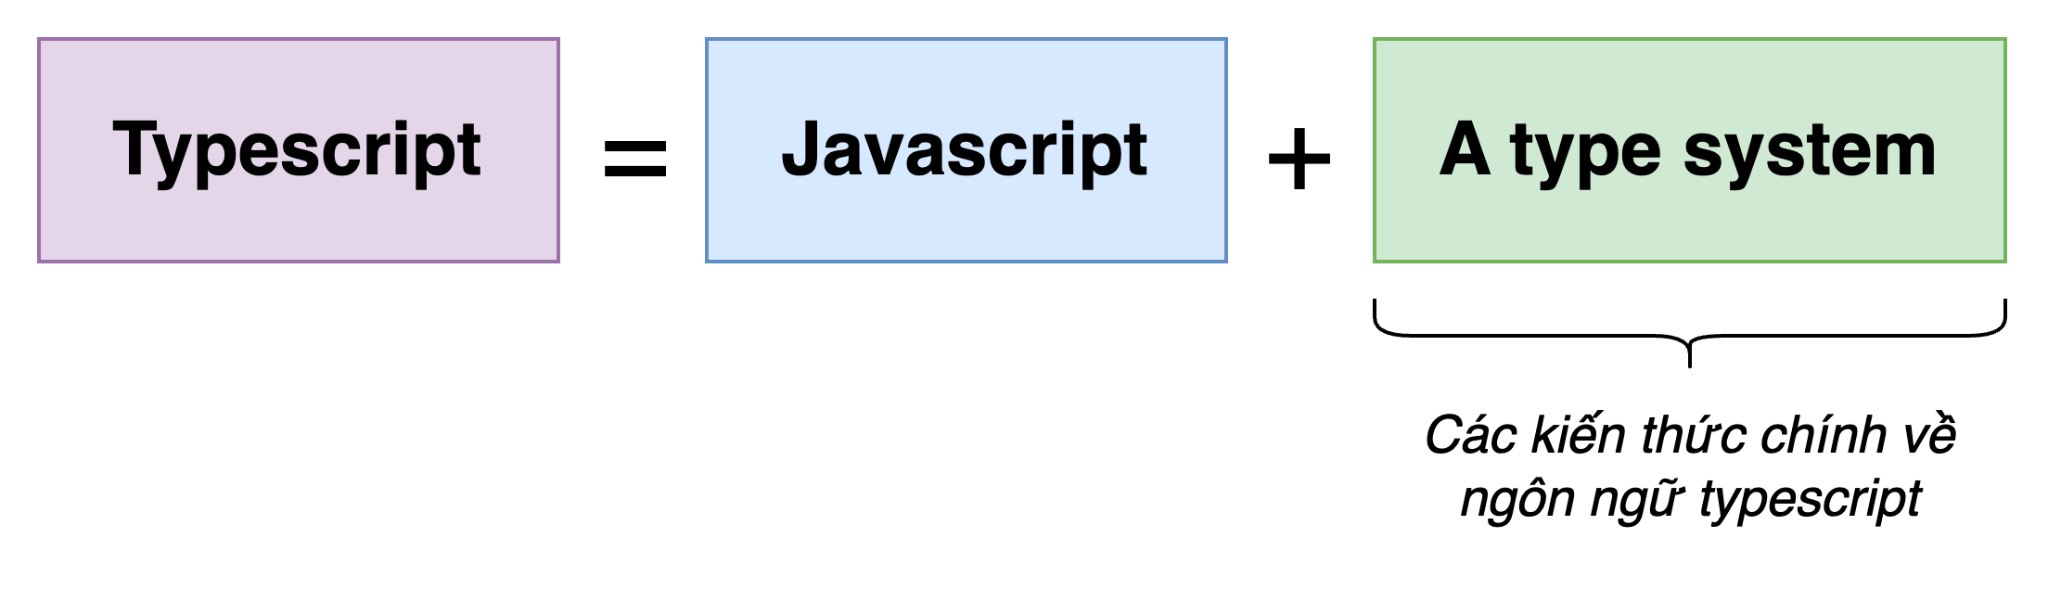 Typescript = Javascript + A type system
Các kiến thức chính về
ngôn ngữ typescript